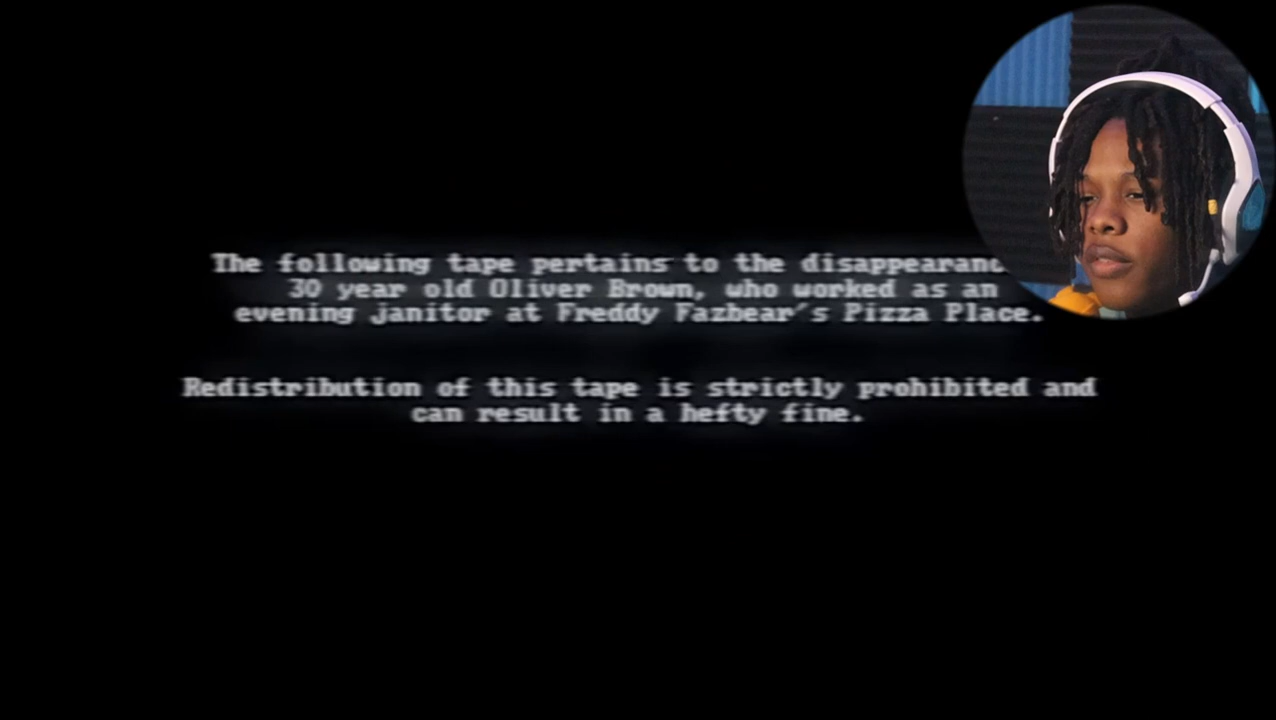 The following tape pertains to the
30 year old Oliver Brown, who worked as an
evening janitor at Freddy Fazbear's Pizza Place.
Redistribution of this tape is strictly prohibited and
can result in a hefty fine.